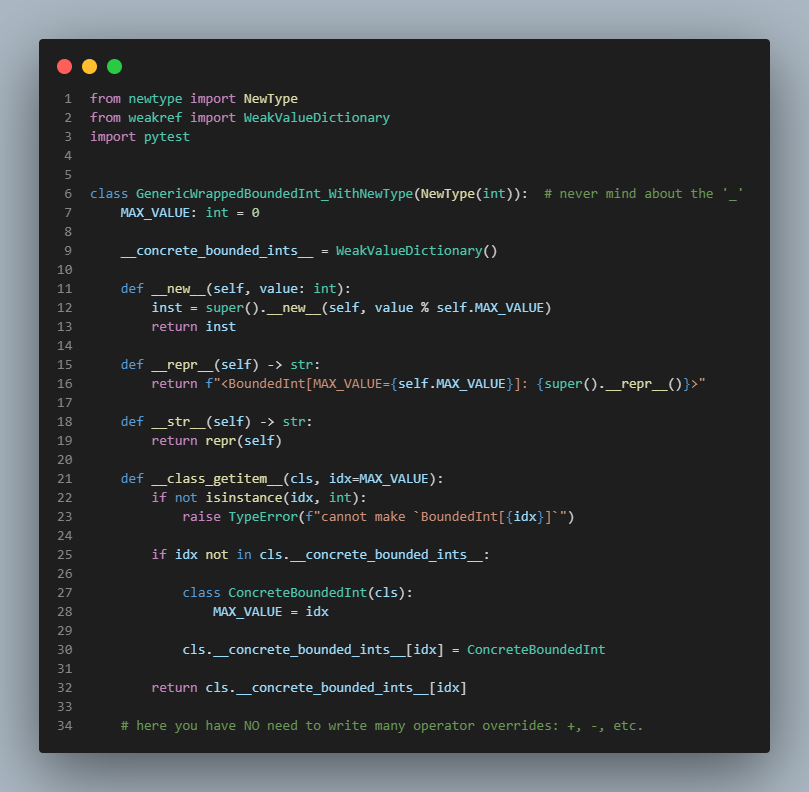 1 from newtype import NewType
2 from weakref import WeakValueDictionary
3 import pytest
4
5
6 class GenericWrappedBoundedInt_WithNewType(NewType(int)):  # never mind about the '_'
7     MAX_VALUE: int = 0
8
9     __concrete_bounded_ints__ = WeakValueDictionary()
10
11     def __new__(self, value: int):
12         inst = super().__new__(self, value % self.MAX_VALUE)
13         return inst
14
15     def __repr__(self) -> str:
16         return f"<BoundedInt[MAX_VALUE={self.MAX_VALUE}]: {super().__repr__()}>"
17
18     def __str__(self) -> str:
19         return repr(self)
20
21     def __class_getitem__(cls, idx=MAX_VALUE):
22         if not isinstance(idx, int):
23             raise TypeError(f"cannot make `BoundedInt[{idx}]`")
24
25         if idx not in cls.__concrete_bounded_ints__:
26
27             class ConcreteBoundedInt(cls):
28                 MAX_VALUE = idx
29
30             cls.__concrete_bounded_ints__[idx] = ConcreteBoundedInt
31
32         return cls.__concrete_bounded_ints__[idx]
33
34     # here you have NO need to write many operator overrides: +, -, etc.